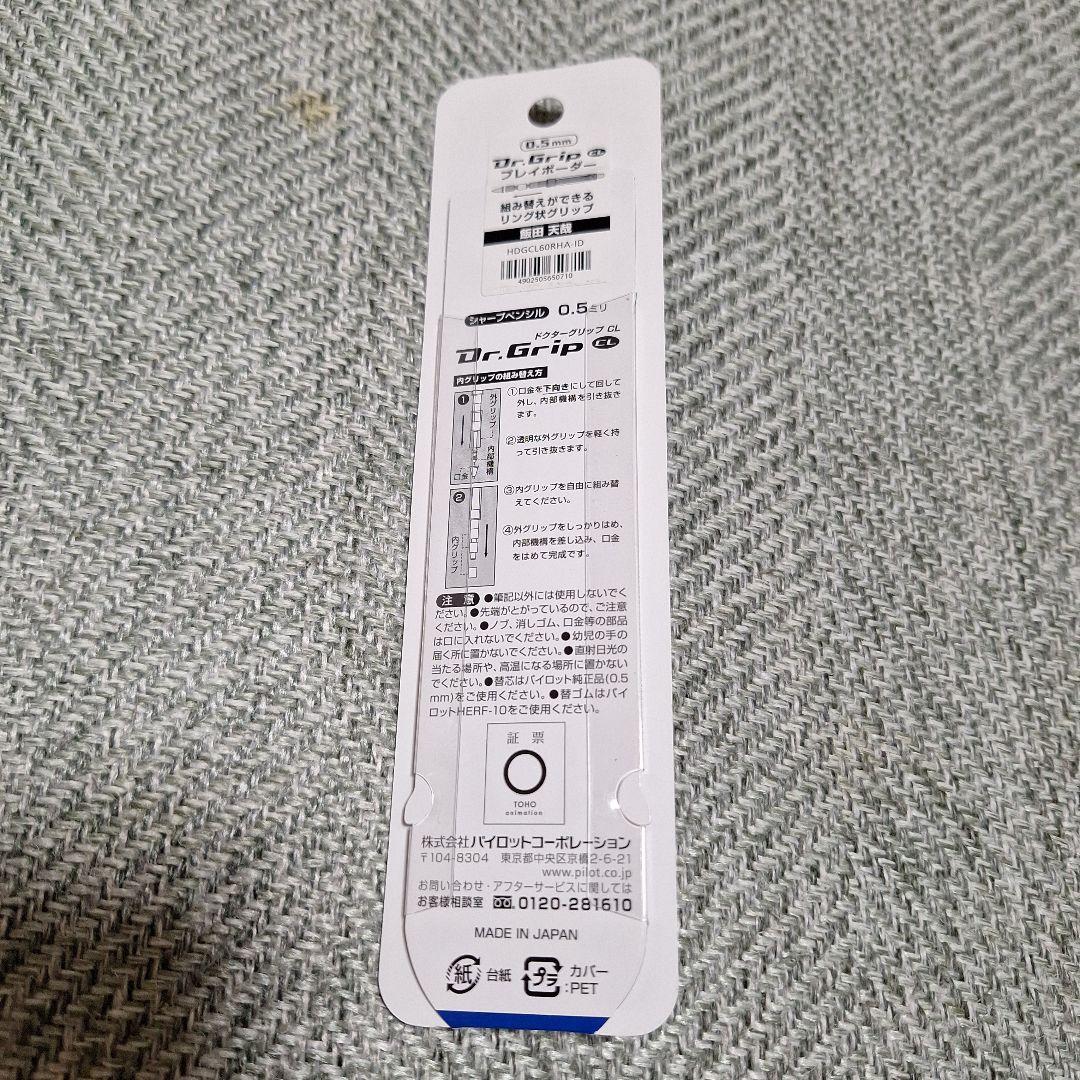 0.5mm
Dr.Grip CL
プレイボーダー
組み替えができる
リング状グリップ
飯田 天哉
HDGCL60RHA-ID
4902505650710
シャープペンシル 0.5ミリ
ドクターグリップ CL
Dr.Grip CL
内グリップの組み替え方
1
外グリップ
内部機構
口金
2
内グリップ
①口金を下向きにして回して
外し、内部機構を引き抜き
ます。
②透明な外グリップを軽く持
って引き抜きます。
③内グリップを自由に組み替
えてください。
④外グリップをしっかりはめ、
内部機構を差し込み、口金
をはめて完成です。
注 意 ●筆記以外には使用しないでく
ださい。●先端がとがっているので、ご注意
ください。●ノブ、消しゴム、口金等の部品
は口に入れないでください。●幼児の手の
届く所に置かないでください。●直射日光の
当たる場所や、高温になる場所に置かない
でください。●替芯はパイロット純正品(0.5
mm)をご使用ください。●替ゴムはパイ
ロットHERF-10をご使用ください。
証 票
TOHO
animation
株式会社パイロットコーポレーション
〒104-8304 東京都中央区京橋2-6-21
www.pilot.co.jp
お問い合わせ・アフターサービスに関しては
お客様相談室 0120-281610
MADE IN JAPAN
紙 台紙 プラ カバー
:PET